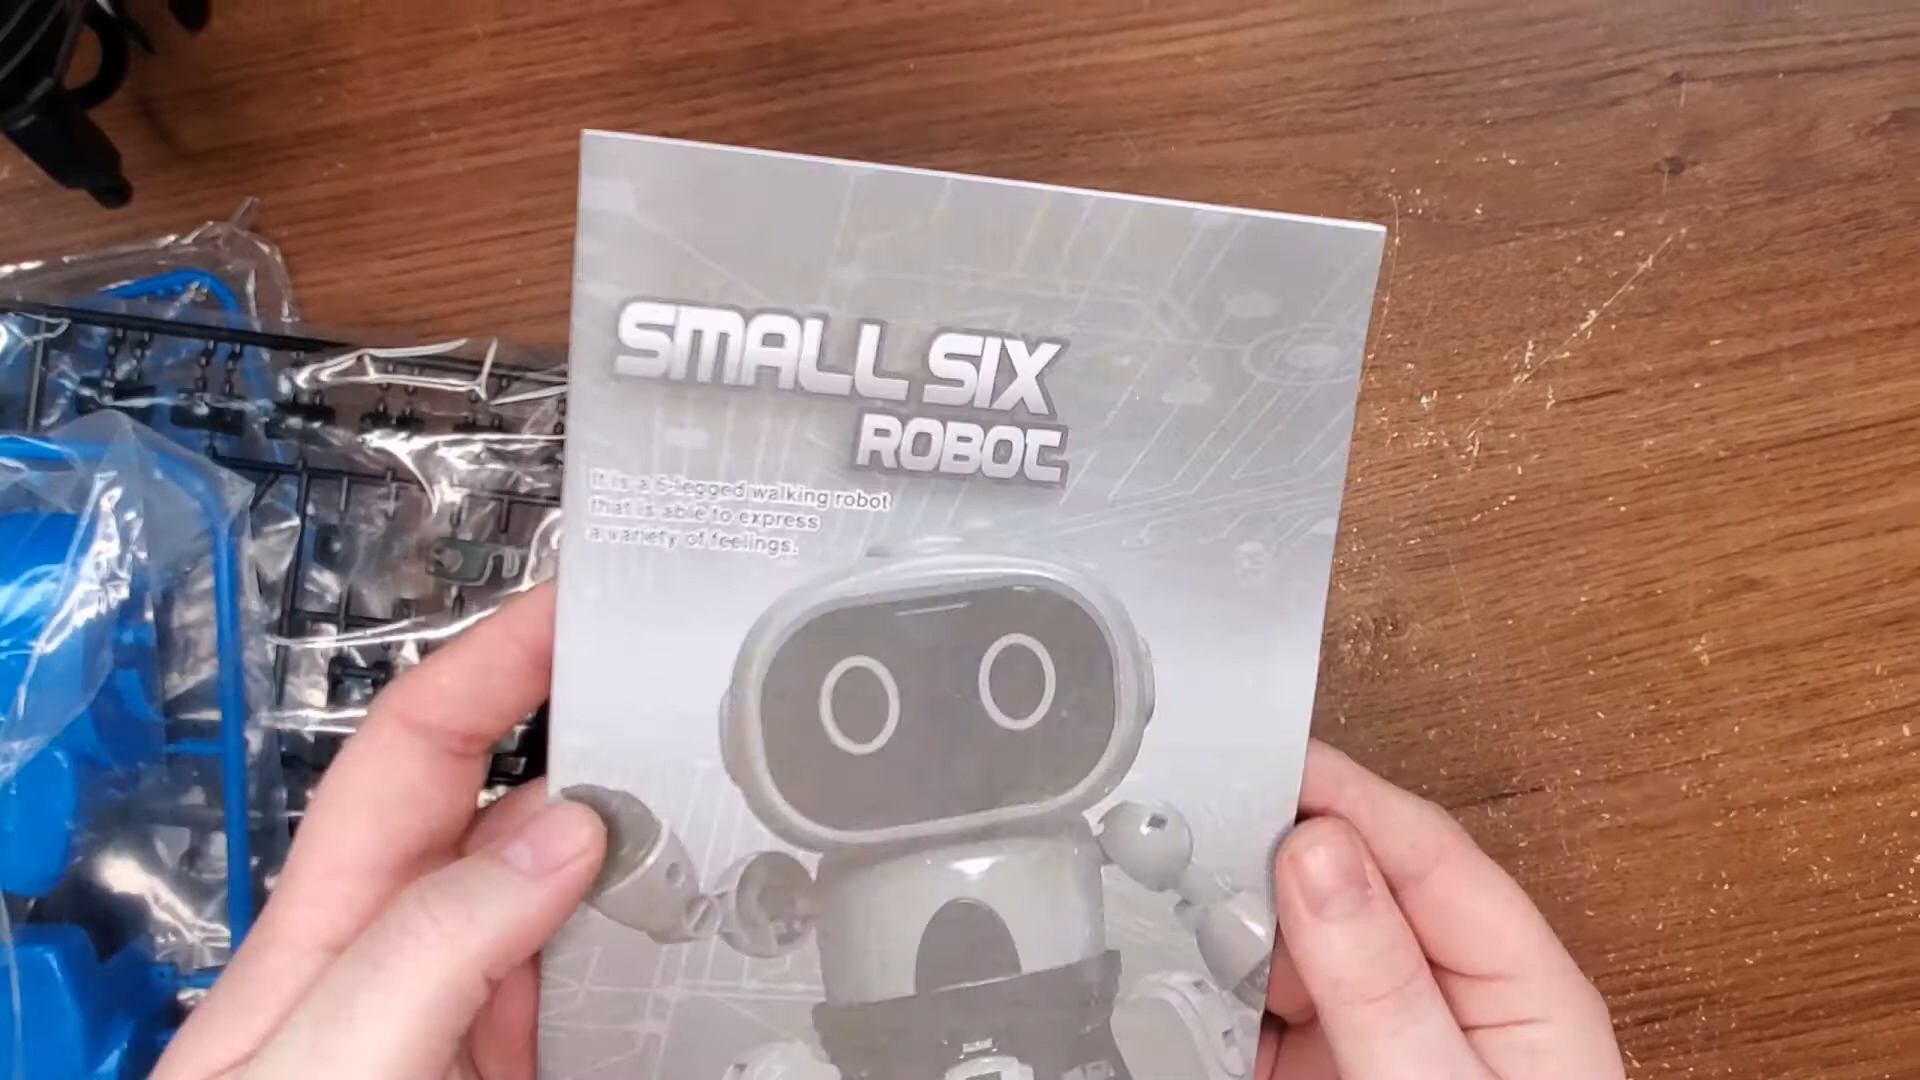 SMALL SIX
ROBOT
It is a 6-legged walking robot
that is able to express
a variety of feelings.